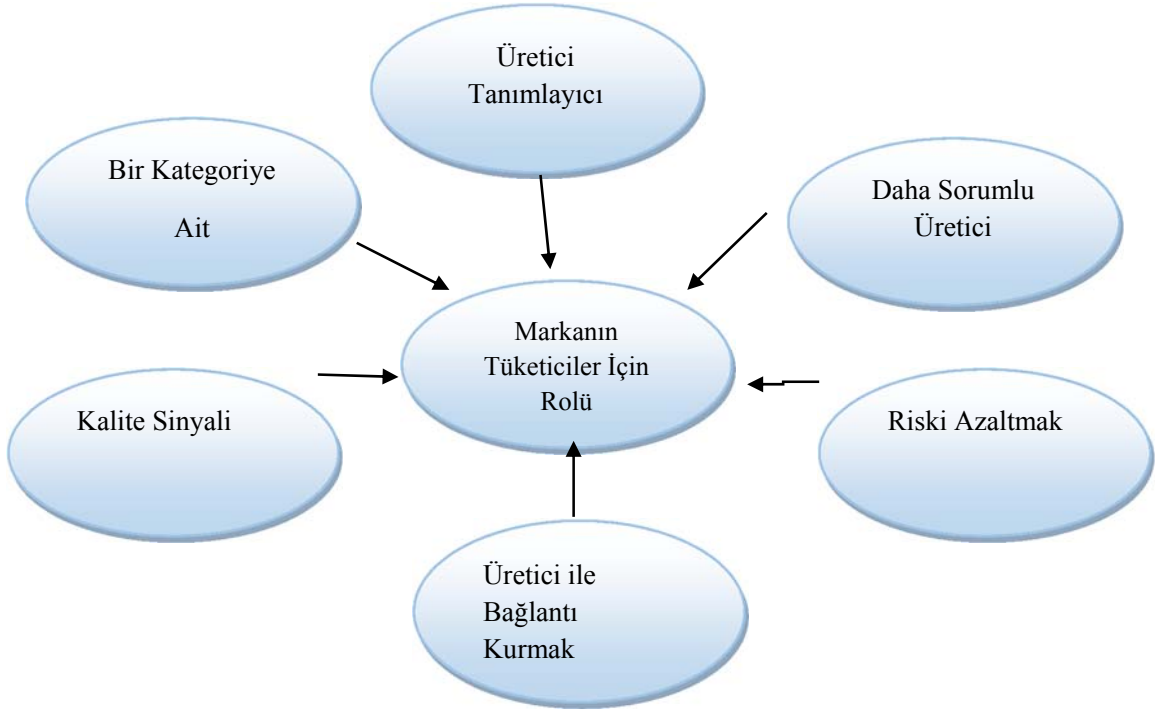 Üretici
Tanımlayıcı
Bir Kategoriye
Ait
Daha Sorumlu
Üretici
Markanın
Tüketiciler İçin
Rolü
Kalite Sinyali
Riski Azaltmak
Üretici ile
Bağlantı
Kurmak